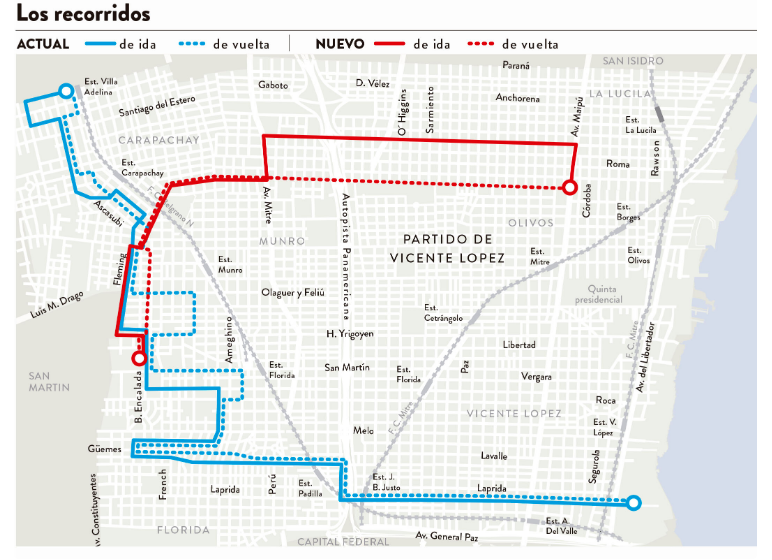 Los recorridos
ACTUAL de ida de vuelta NUEVO de ida de vuelta
Paraná
SAN ISIDRO
Est. Villa
Adelina
Gaboto
D. Vélez
Santiago del Estero
O' Higgins
Sarmiento
Anchorena
Av. Maipú
LA LUCILA
Est.
La Lucila
CARAPACHAY
Est.
Carapachay
Roma
Rawson
F. C. Belgrano N
Av. Mitre
Autopista Panamericana
Córdoba
Ascasubi
OLIVOS
Est.
Borges
MUNRO
PARTIDO DE
VICENTE LOPEZ
Est.
Mitre
Est.
Olivos
Fleming
Est.
Munro
Luis M. Drago
Olaguer y Feliú
Quinta
presidencial
Est.
Cetrángolo
Ameghino
H. Yrigoyen
Libertad
F. C. Mitre
Av. del Libertador
SAN
MARTIN
B. Encalada
Est.
Florida
San Martin
Est.
Florida
Paz
Vergara
Roca
F. C. Mitre
VICENTE LOPEZ
Est. V.
López
Melo
Güemes
Lavalle
Av. Constituyentes
French
Laprida
Perú
Est.
Padilla
Est. J.
B. Justo
Laprida
Segurola
FLORIDA
CAPITAL FEDERAL
Av. General Paz
Est. A.
Del Valle